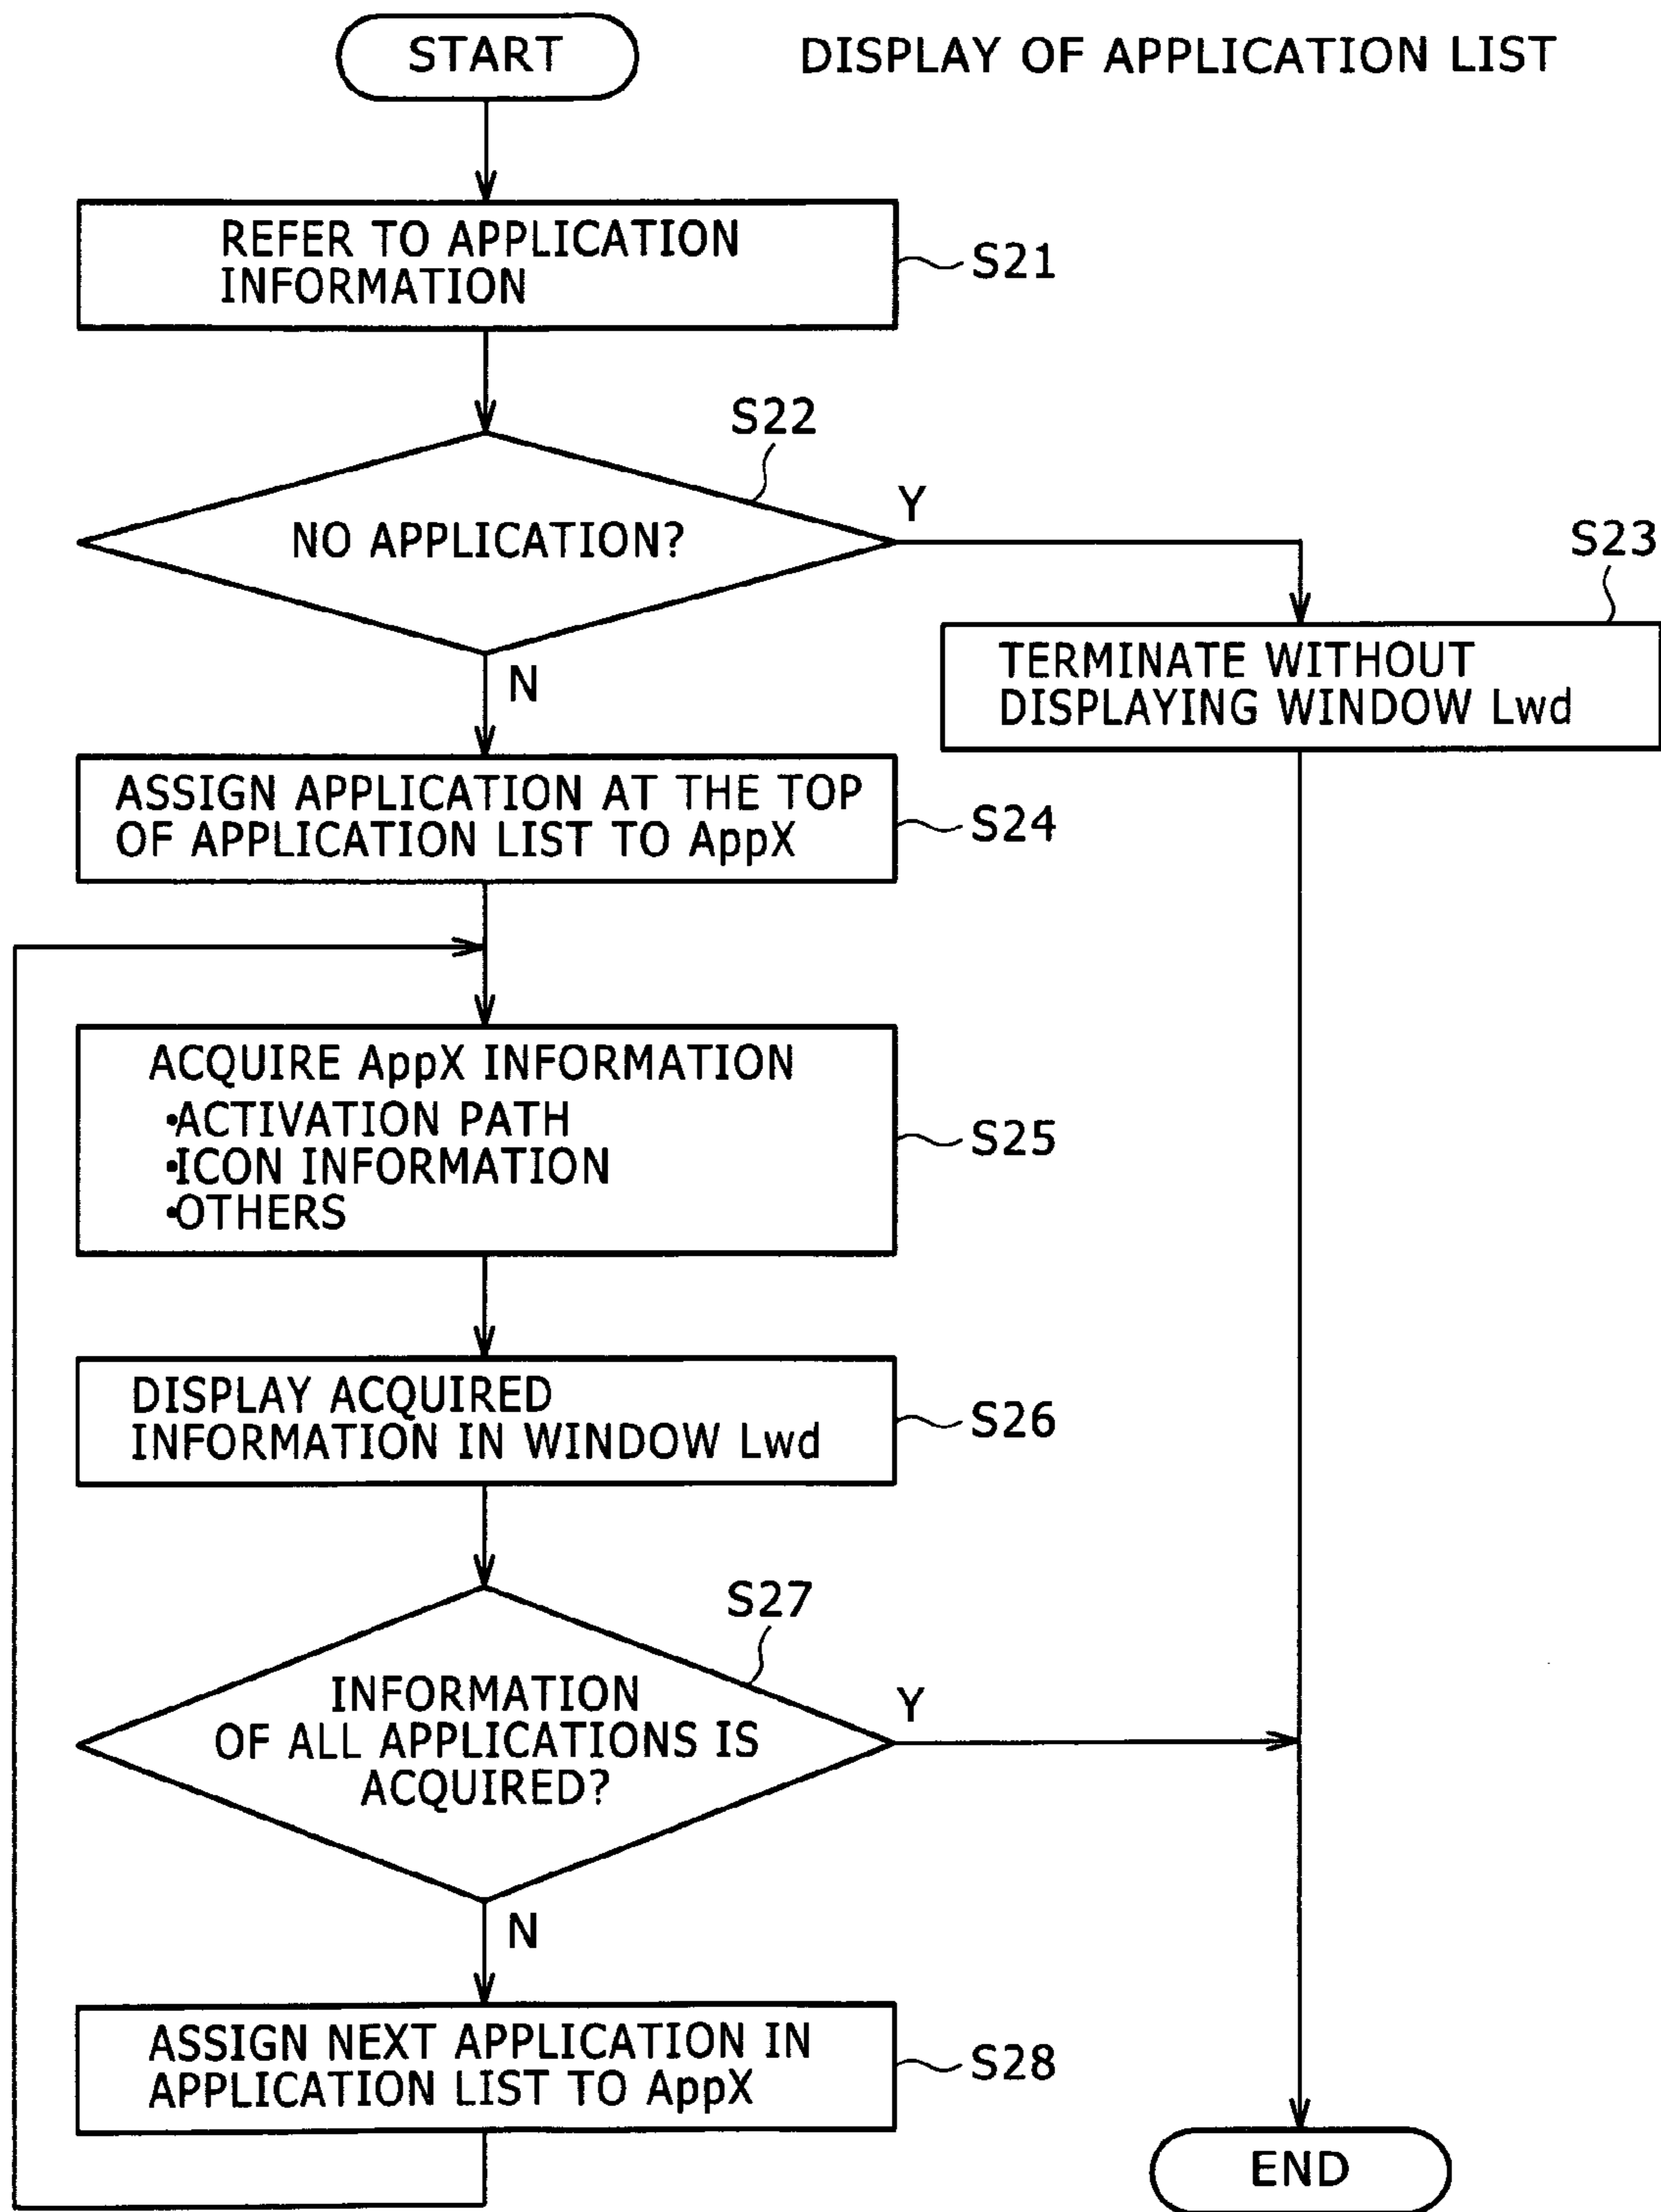 START
DISPLAY OF APPLICATION LIST
REFER TO APPLICATION
INFORMATION
S21
S22
NO APPLICATION?
Y
N
S23
TERMINATE WITHOUT
DISPLAYING WINDOW Lwd
ASSIGN APPLICATION AT THE TOP
OF APPLICATION LIST TO AppX
S24
ACQUIRE AppX INFORMATION
·ACTIVATION PATH
·ICON INFORMATION
·OTHERS
S25
DISPLAY ACQUIRED
INFORMATION IN WINDOW Lwd
S26
S27
INFORMATION
OF ALL APPLICATIONS IS
ACQUIRED?
Y
N
ASSIGN NEXT APPLICATION IN
APPLICATION LIST TO AppX
S28
END